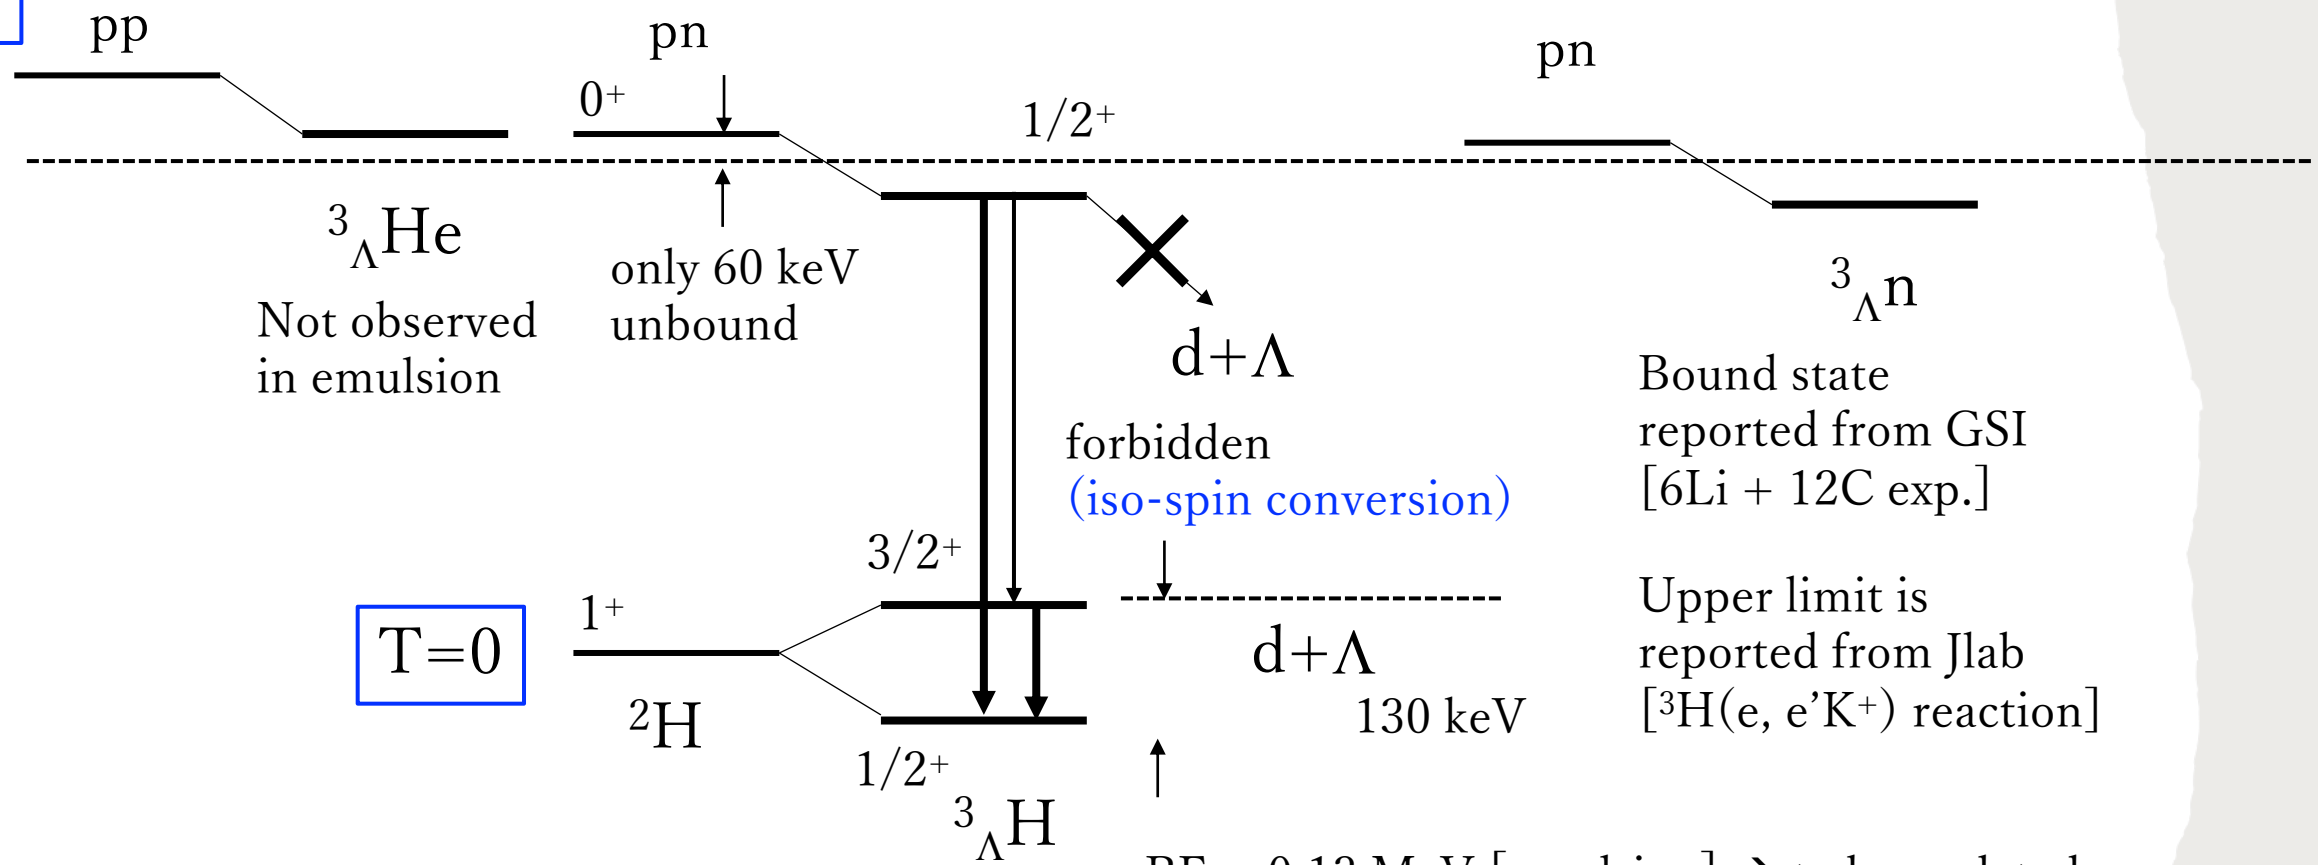 pp
pn
pn
0⁺
1/2⁺
³ΛHe
Not observed
in emulsion
only 60 keV
unbound
d+Λ
³Λn
Bound state
reported from GSI
[6Li + 12C exp.]
forbidden
(iso-spin conversion)
3/2⁺
T=0
1⁺
²H
d+Λ
130 keV
Upper limit is
reported from Jlab
[³H(e, e’K⁺) reaction]
1/2⁺
³ΛH